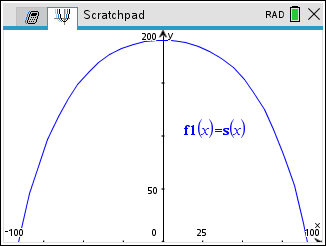 Scratchpad RAD
200 y
f1(x)=s(x)
50
x
-100 0 25 100